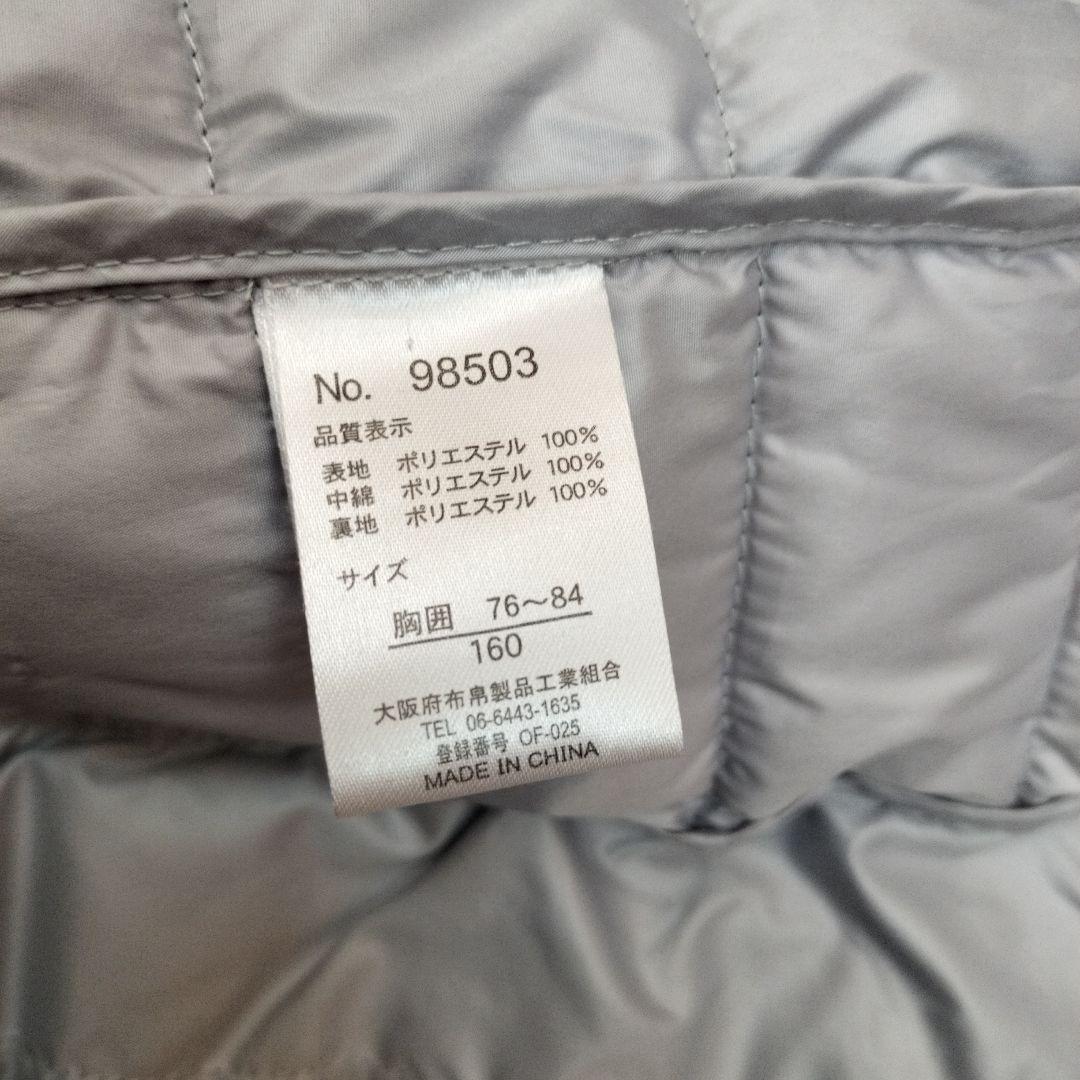 No. 98503
品質表示
表地 ポリエステル 100%
中綿 ポリエステル 100%
裏地 ポリエステル 100%
サイズ
胸囲 76～84
160
大阪府布帛製品工業組合
TEL 06-6443-1635
登録番号 OF-025
MADE IN CHINA